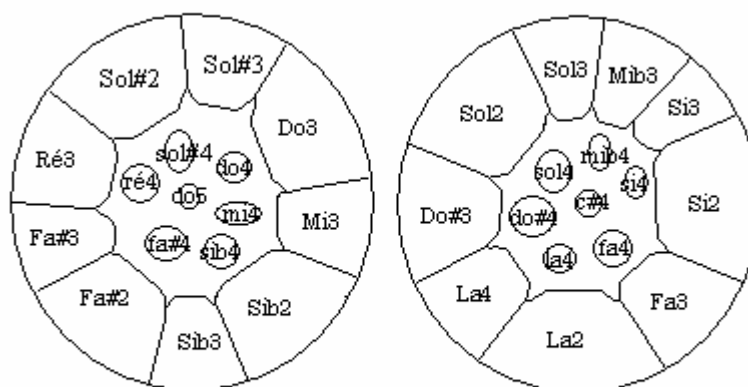 Sol#2
Sol#3
Do3
Ré3
sol#4
do4
ré4
do5
mi4
Mi3
Fa#3
fa#4
sib4
Fa#2
Sib2
Sib3
Sol3
Mib3
Si3
Sol2
mib4
sol4
si4
Si2
Do#3
do#4
c#4
fa4
la4
La4
Fa3
La2